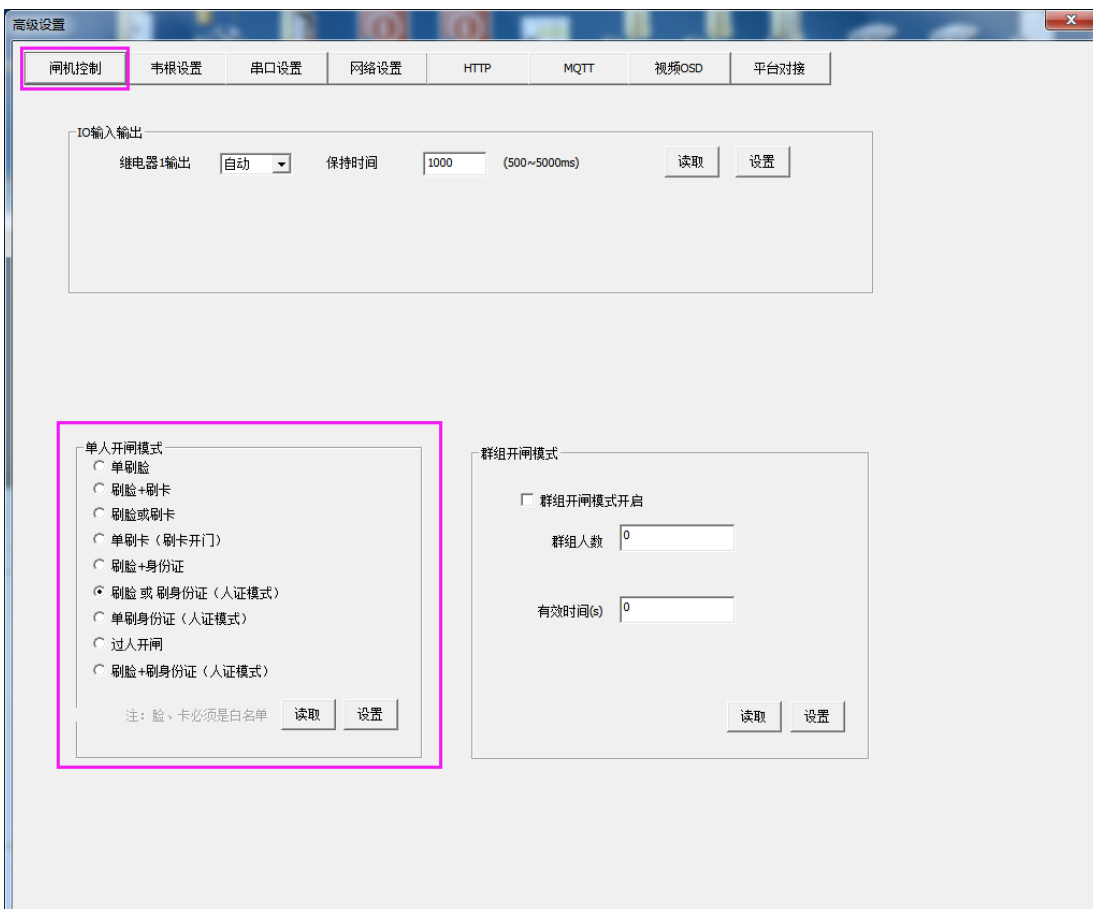 高级设置
闸机控制 韦根设置 串口设置 网络设置 HTTP MQTT 视频OSD 平台对接
IO输入输出
继电器1输出 自动 保持时间 1000 (500~5000ms) 读取 设置
单人开闸模式
单刷脸
刷脸+刷卡
刷脸或刷卡
单刷卡（刷卡开门）
刷脸+身份证
刷脸 或 刷身份证（人证模式）
单刷身份证（人证模式）
过人开闸
刷脸+刷身份证（人证模式）
注：脸、卡必须是白名单 读取 设置
群组开闸模式
群组开闸模式开启
群组人数 0
有效时间(s) 0
读取 设置